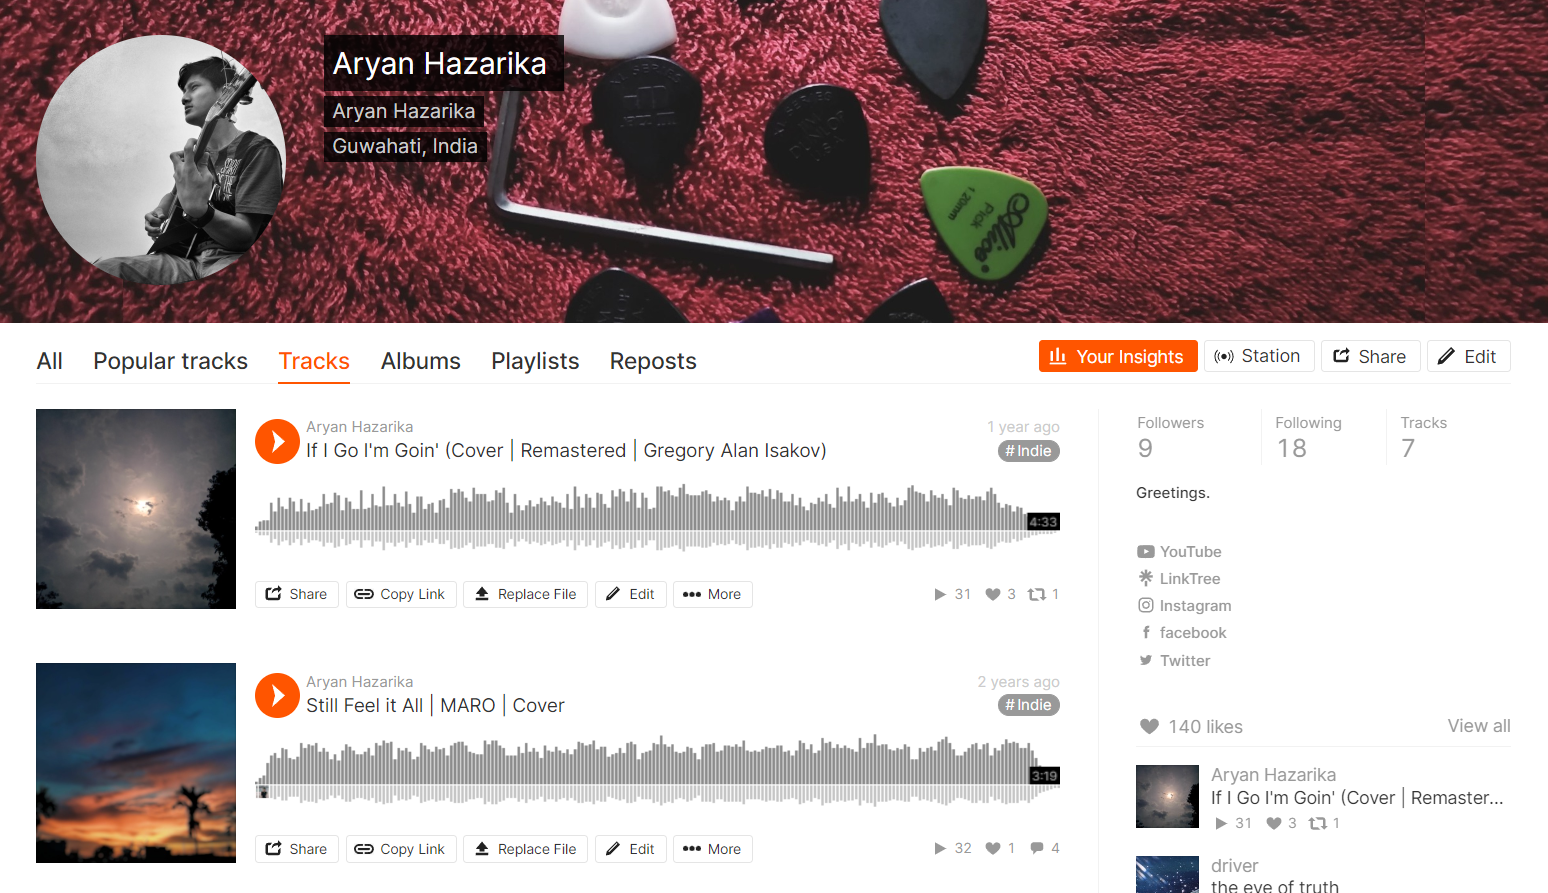 Aryan Hazarika
Aryan Hazarika
Guwahati, India
Alice
Pick
1.20mm
All Popular tracks Tracks Albums Playlists Reposts
Your Insights Station Share Edit
Aryan Hazarika 1 year ago
If I Go I'm Goin' (Cover | Remastered | Gregory Alan Isakov) # Indie
4:33
Share Copy Link Replace File Edit More 31 3 1
Aryan Hazarika 2 years ago
Still Feel it All | MARO | Cover # Indie
3:19
Share Copy Link Replace File Edit More 32 1 4
Followers Following Tracks
9 18 7
Greetings.
YouTube
LinkTree
Instagram
facebook
Twitter
140 likes View all
Aryan Hazarika
If I Go I'm Goin' (Cover | Remaster...
31 3 1
driver
the eye of truth